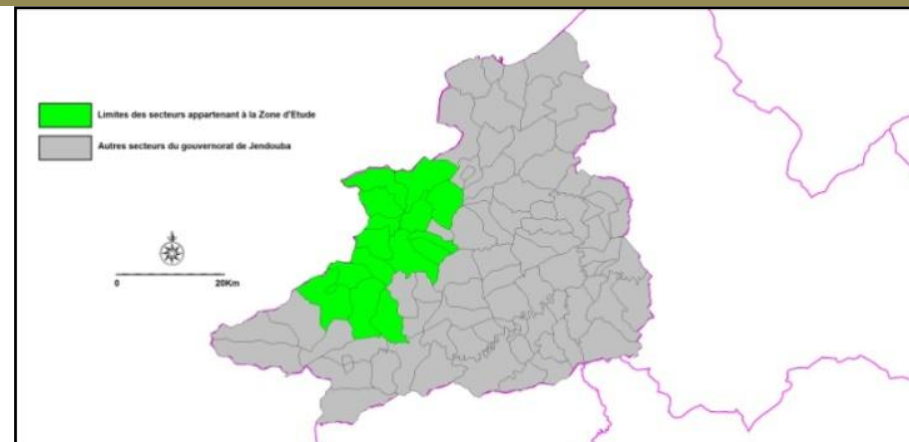 Limites des secteurs appartenant à la Zone d'Etude
Autres secteurs du gouvernorat de Jendouba
0 20Km